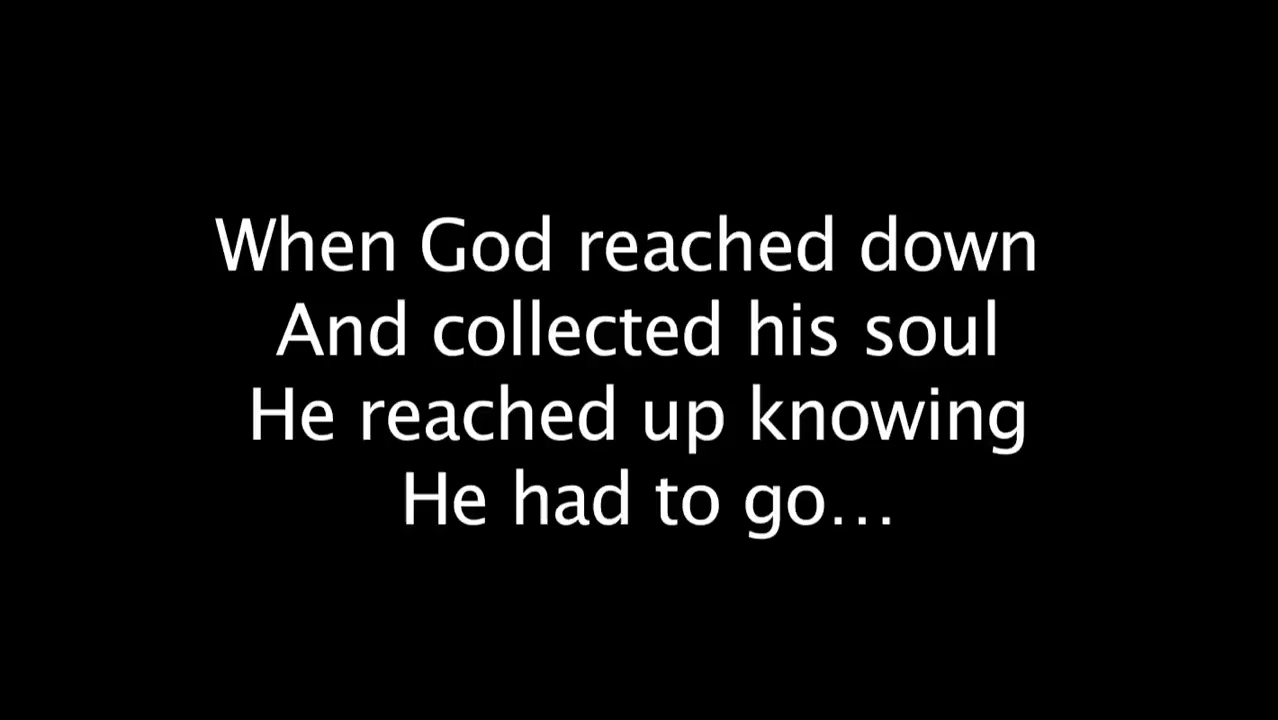 When God reached down
And collected his soul
He reached up knowing
He had to go...